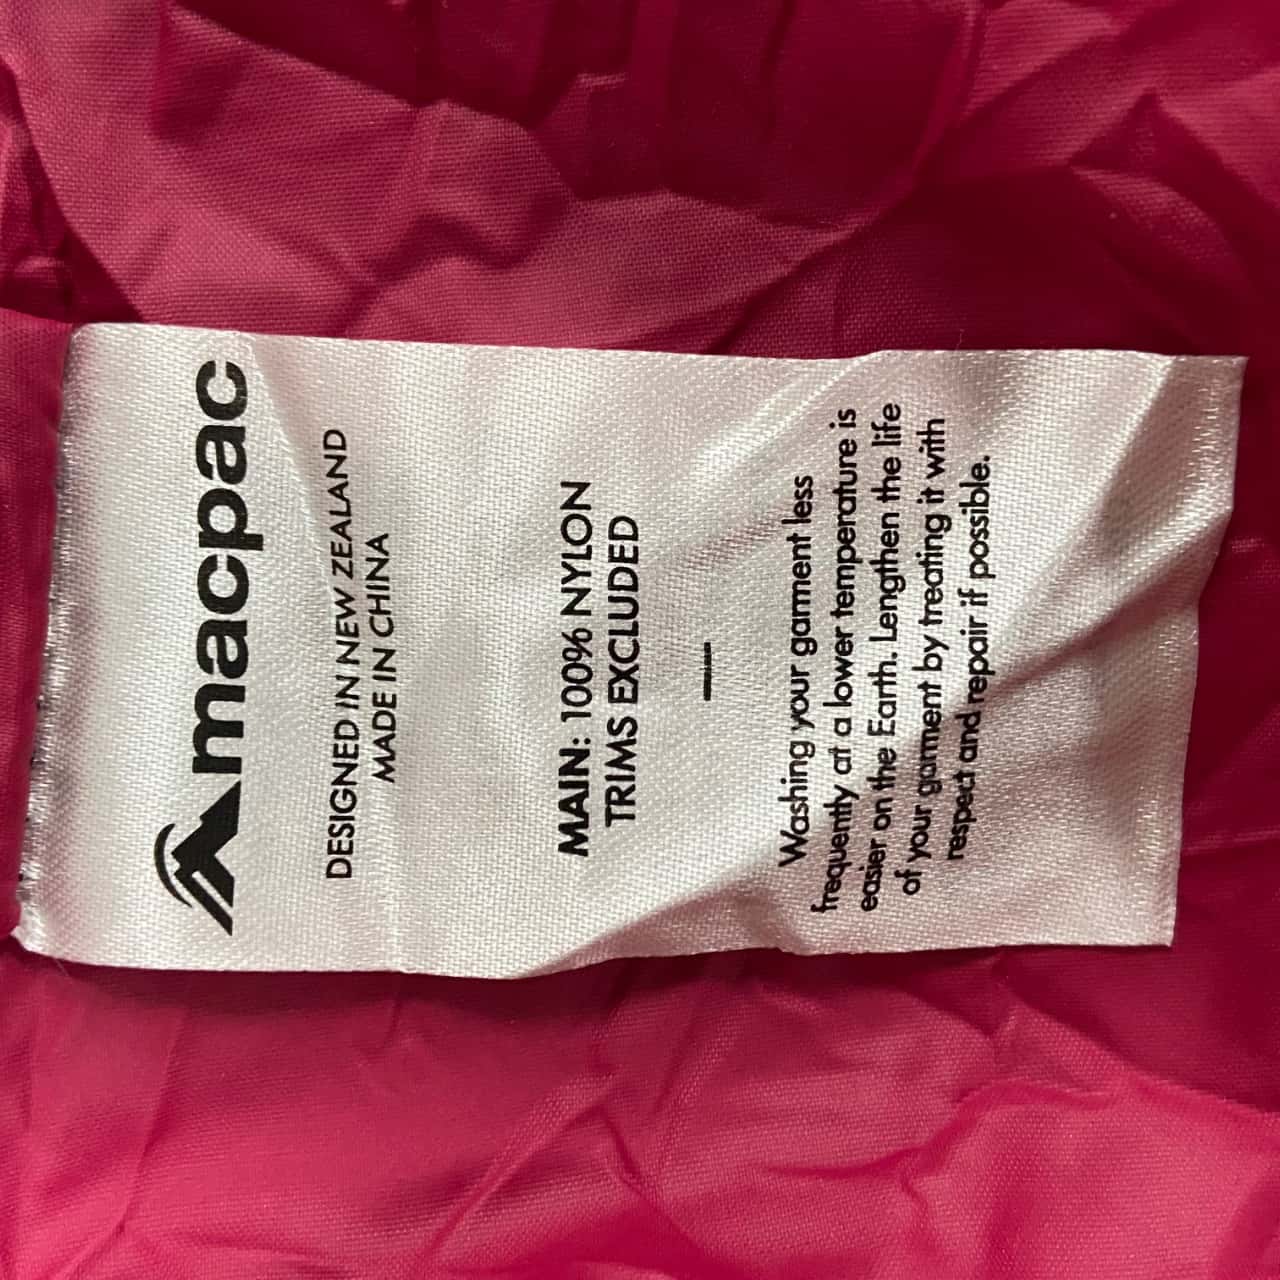 macpac
DESIGNED IN NEW ZEALAND
MADE IN CHINA
MAIN: 100% NYLON
TRIMS EXCLUDED
Washing your garment less
frequently at a lower temperature is
easier on the Earth. Lengthen the life
of your garment by treating it with
respect and repair if possible.